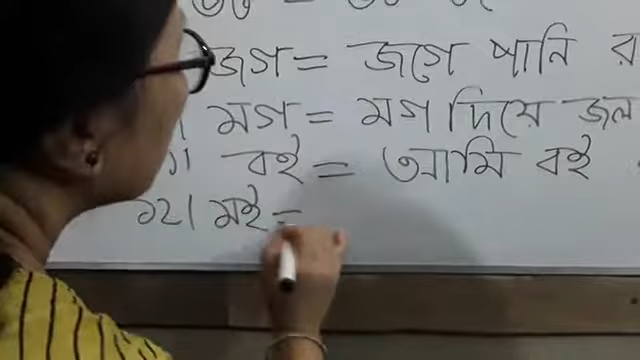 জগ = জগে পানি
মগ = মগ দিয়ে জল
বই = আমি বই
১২। মই =